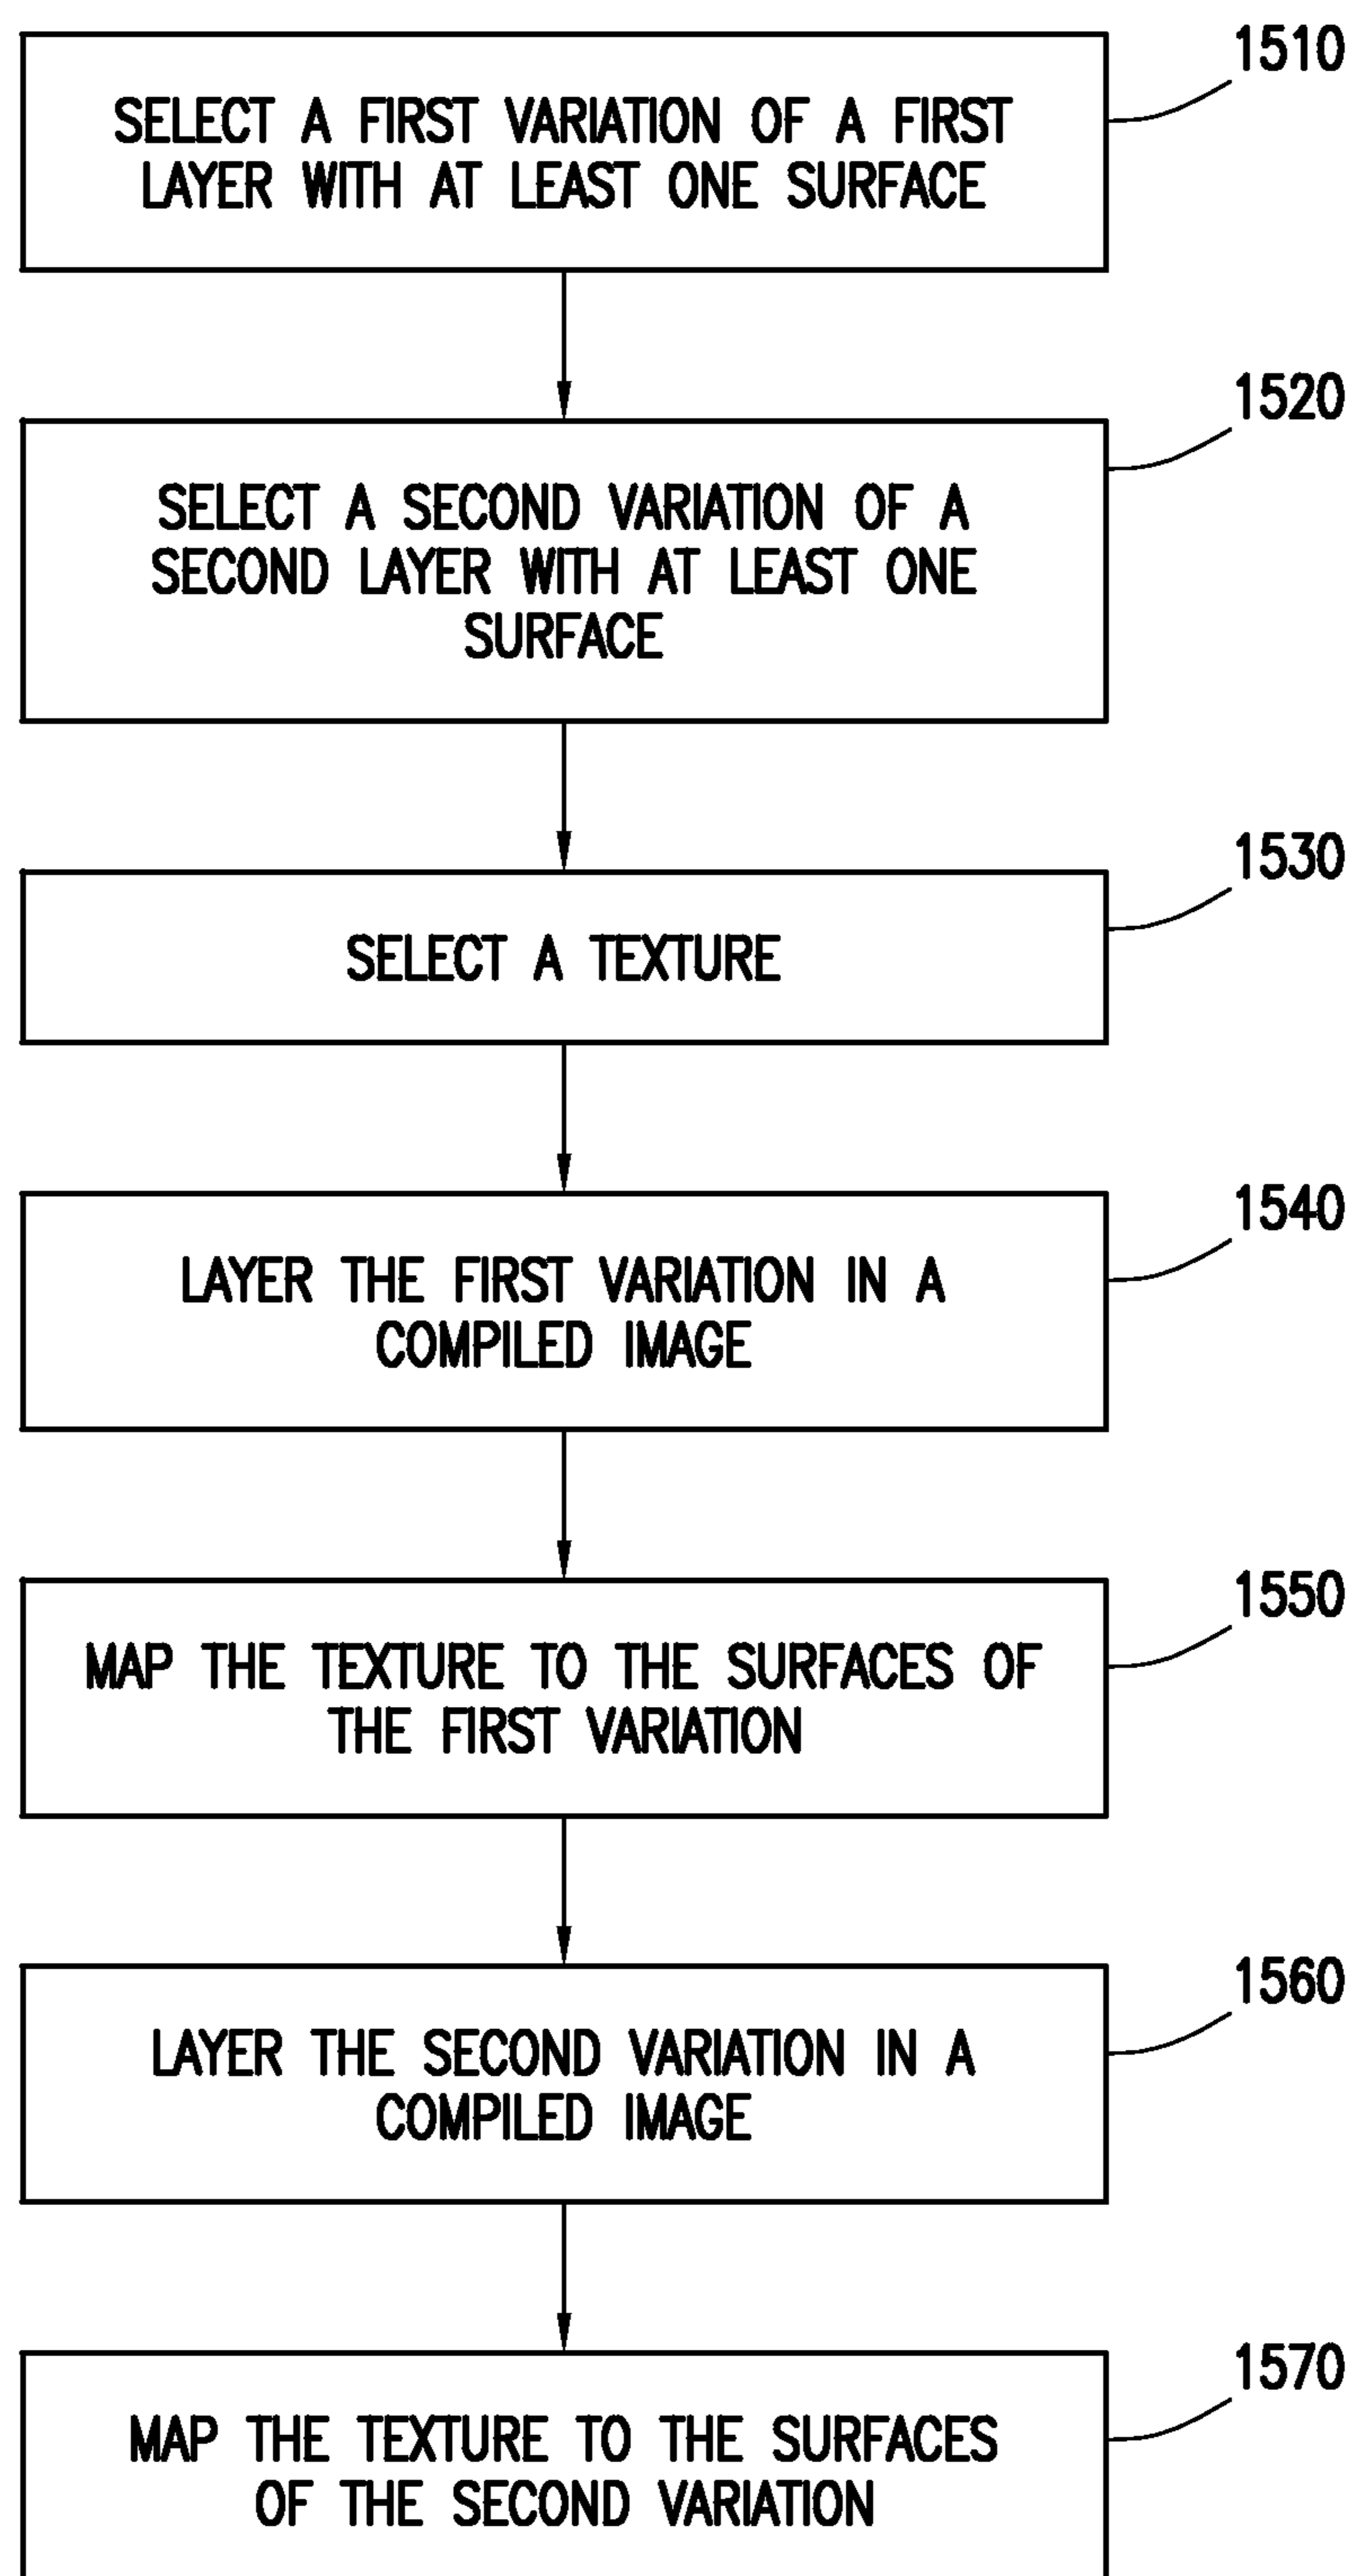 1510
SELECT A FIRST VARIATION OF A FIRST
LAYER WITH AT LEAST ONE SURFACE
1520
SELECT A SECOND VARIATION OF A
SECOND LAYER WITH AT LEAST ONE
SURFACE
1530
SELECT A TEXTURE
1540
LAYER THE FIRST VARIATION IN A
COMPILED IMAGE
1550
MAP THE TEXTURE TO THE SURFACES OF
THE FIRST VARIATION
1560
LAYER THE SECOND VARIATION IN A
COMPILED IMAGE
1570
MAP THE TEXTURE TO THE SURFACES
OF THE SECOND VARIATION